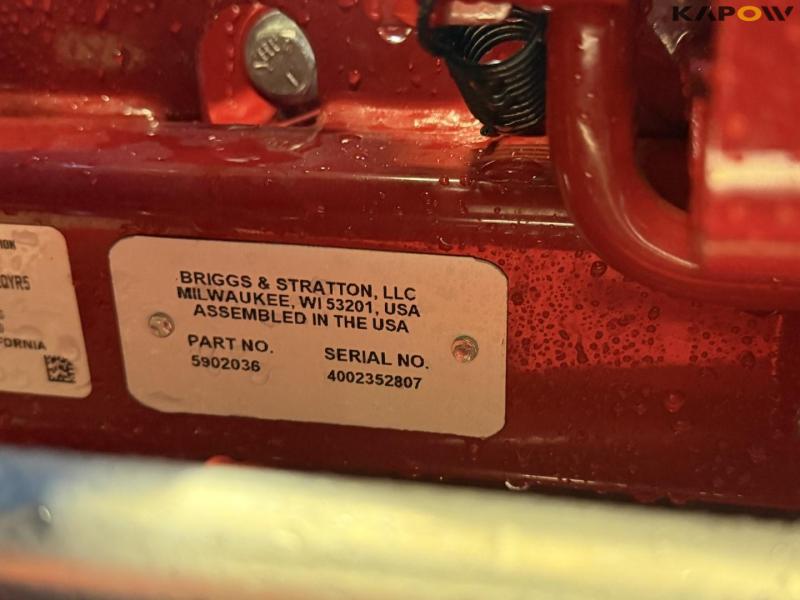 KAPOW
BRIGGS & STRATTON, LLC
MILWAUKEE, WI 53201, USA
ASSEMBLED IN THE USA
PART NO.
5902036
SERIAL NO.
4002352807